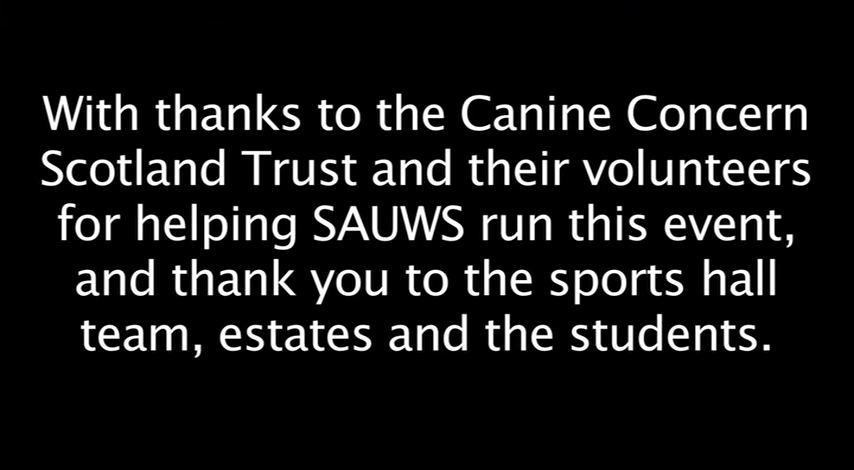 With thanks to the Canine Concern
Scotland Trust and their volunteers
for helping SAUWS run this event,
and thank you to the sports hall
team, estates and the students.